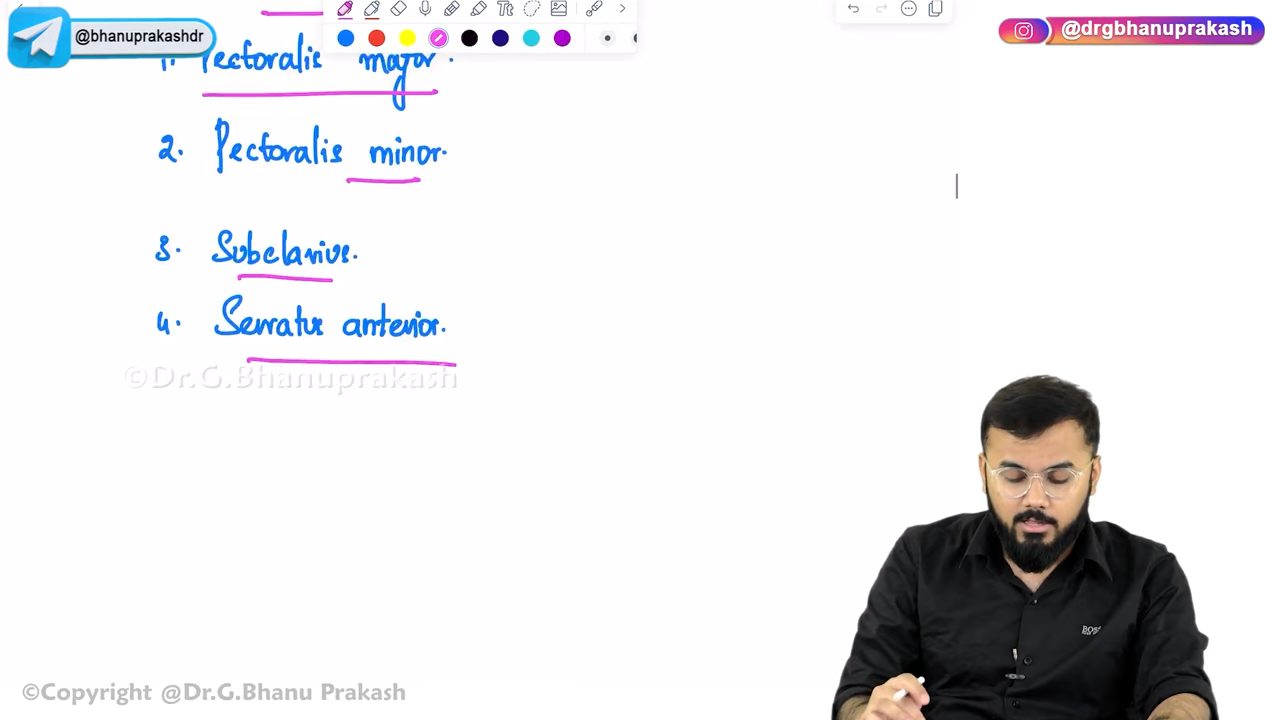 @bhanuprakashdr
@drgbhanuprakash
1. Pectoralis major.
2. Pectoralis minor.
3. Subclavius.
4. Serratus anterior.
©Dr.G.Bhanuprakash
BOSS
©Copyright @Dr.G.Bhanu Prakash